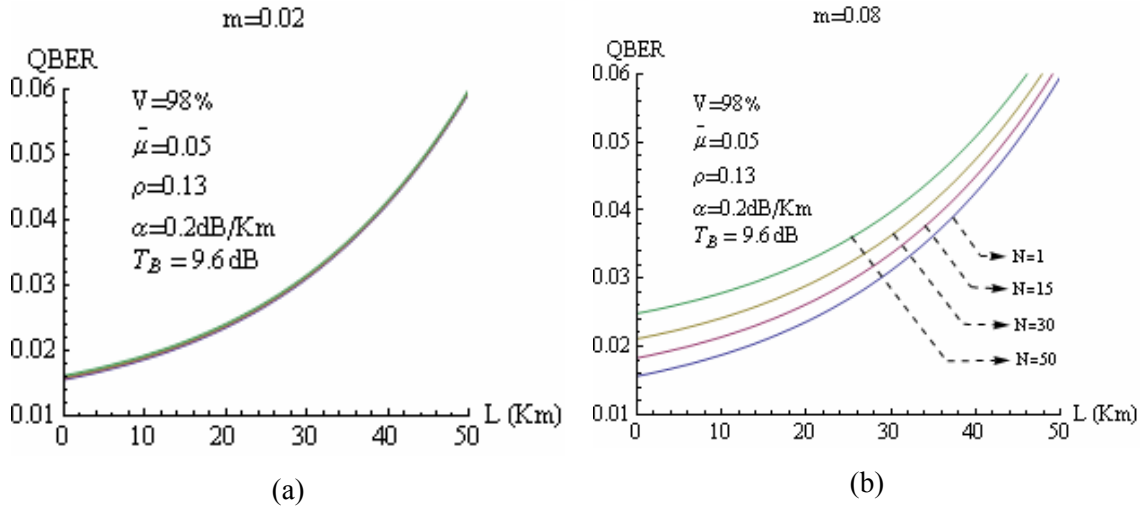 m=0.02
QBER
0.06
0.05
0.04
0.03
0.02
0.01
V=98%
μ̄=0.05
ρ=0.13
α=0.2dB/Km
T_B = 9.6 dB
0 10 20 30 40 50 L (Km)
(a)
m=0.08
QBER
0.06
0.05
0.04
0.03
0.02
0.01
V=98%
μ̄=0.05
ρ=0.13
α=0.2dB/Km
T_B = 9.6 dB
N=1
N=15
N=30
N=50
0 10 20 30 40 50 L (Km)
(b)